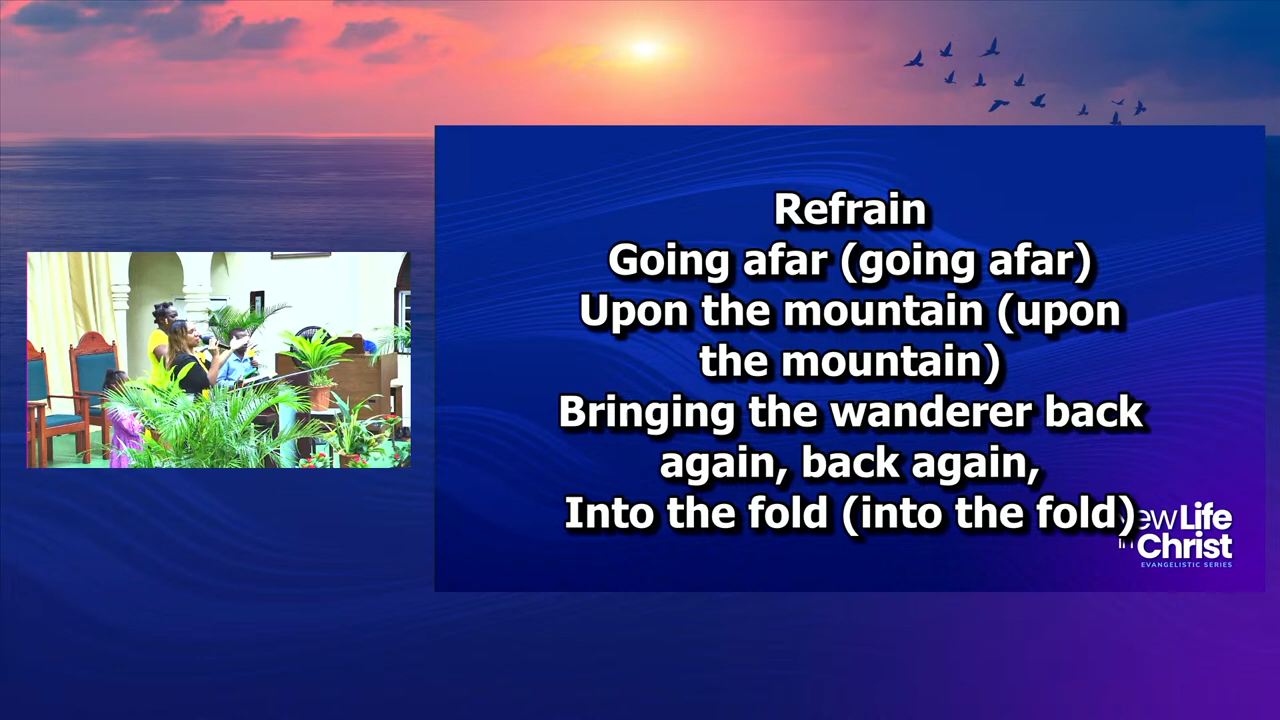 Refrain
Going afar (going afar)
Upon the mountain (upon
the mountain)
Bringing the wanderer back
again, back again,
Into the fold (into the fold)
Life
Christ
EVANGELISTIC SERIES